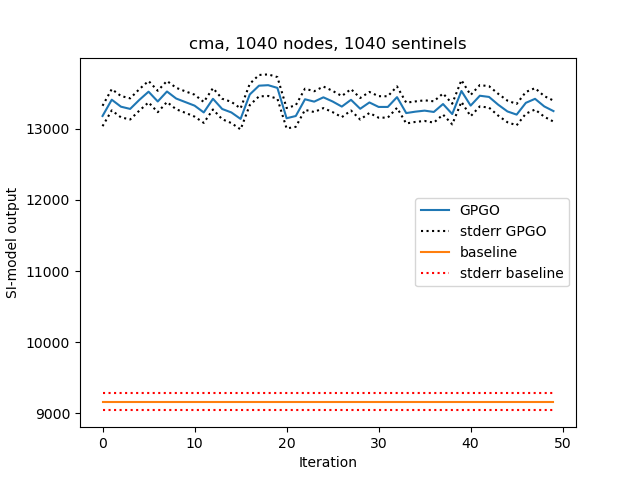 cma, 1040 nodes, 1040 sentinels
SI-model output
13000
12000
11000
10000
9000
GPGO
stderr GPGO
baseline
stderr baseline
0 10 20 30 40 50
Iteration